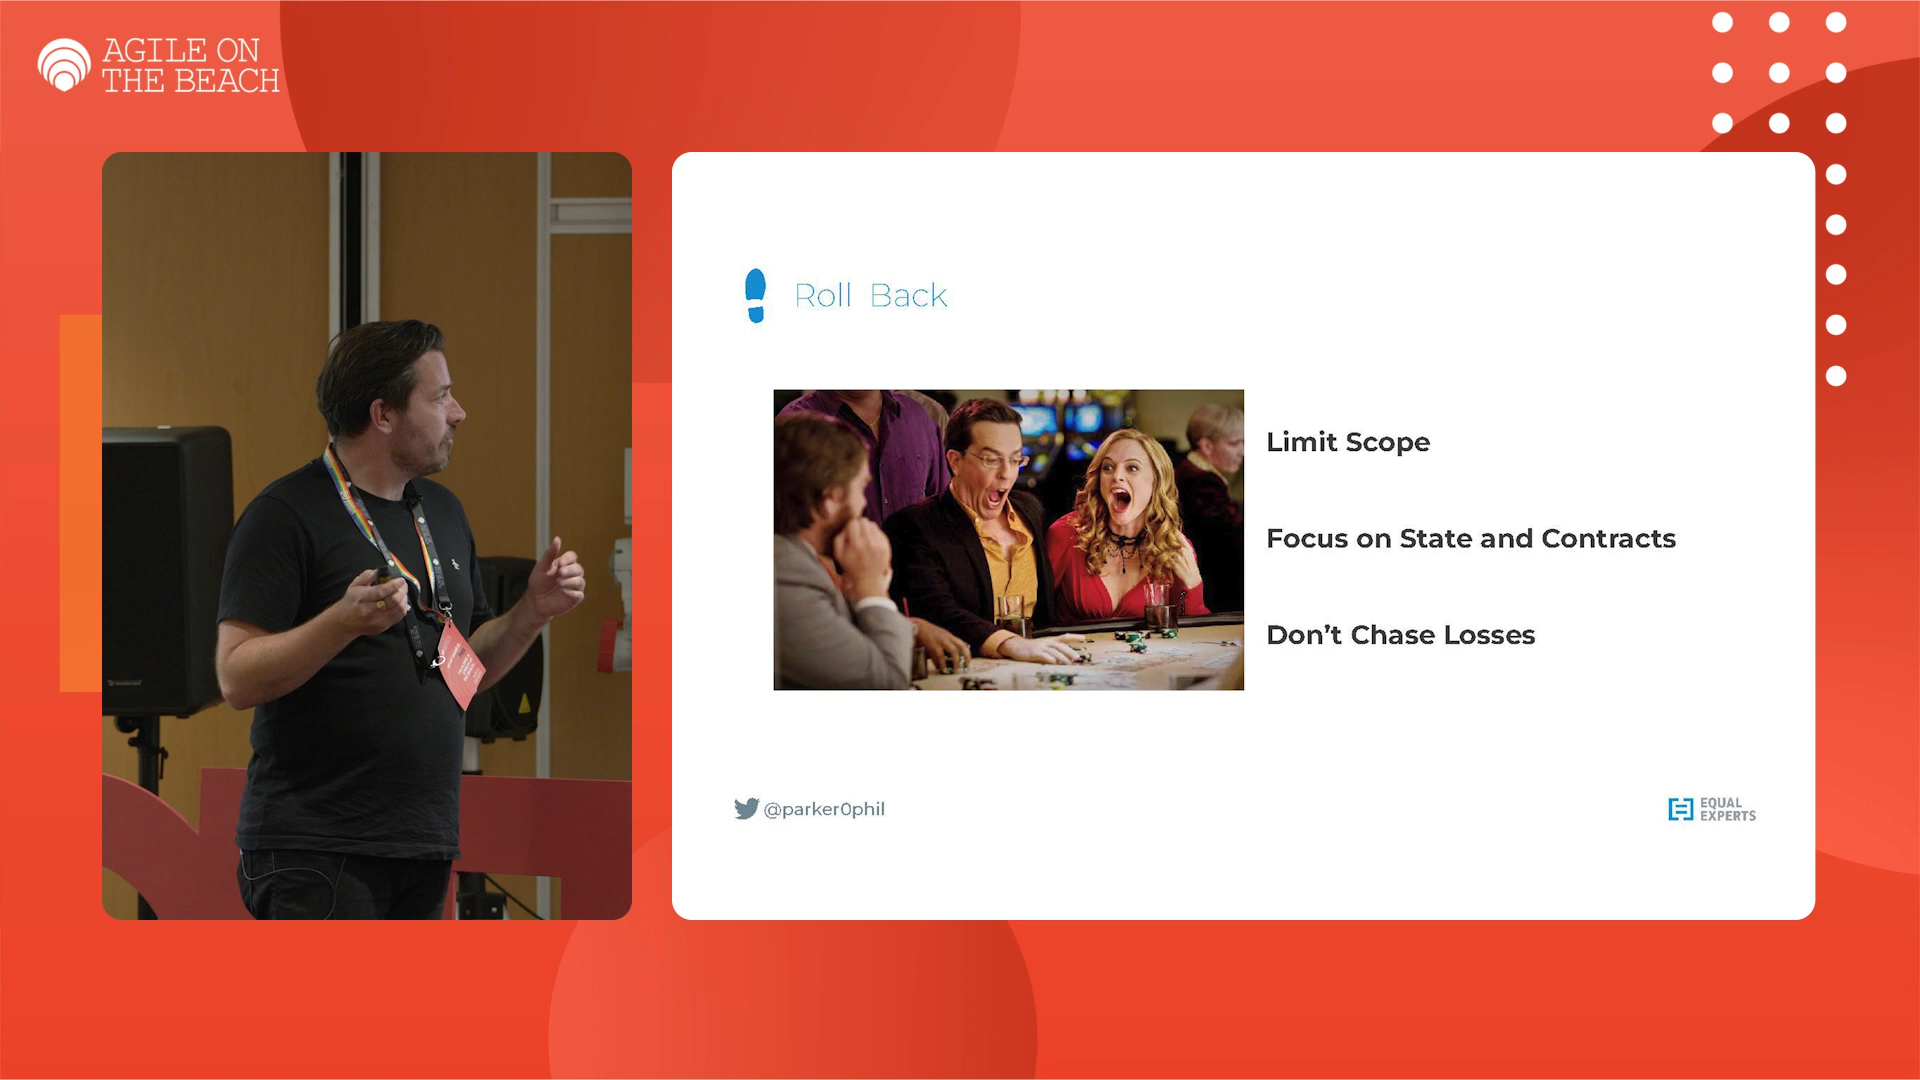 AGILE ON
THE BEACH
Roll Back
Limit Scope
Focus on State and Contracts
Don't Chase Losses
@parker0phil
EQUAL
EXPERTS